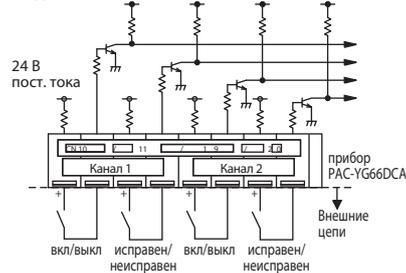 24 В
пост. тока
CN 10 / 11 / 1 9 / 2 0
Канал 1
Канал 2
прибор
PAC-YG66DCA
+
+
+
+
Внешние
цепи
вкл/выкл
исправен/
неисправен
вкл/выкл
исправен/
неисправен